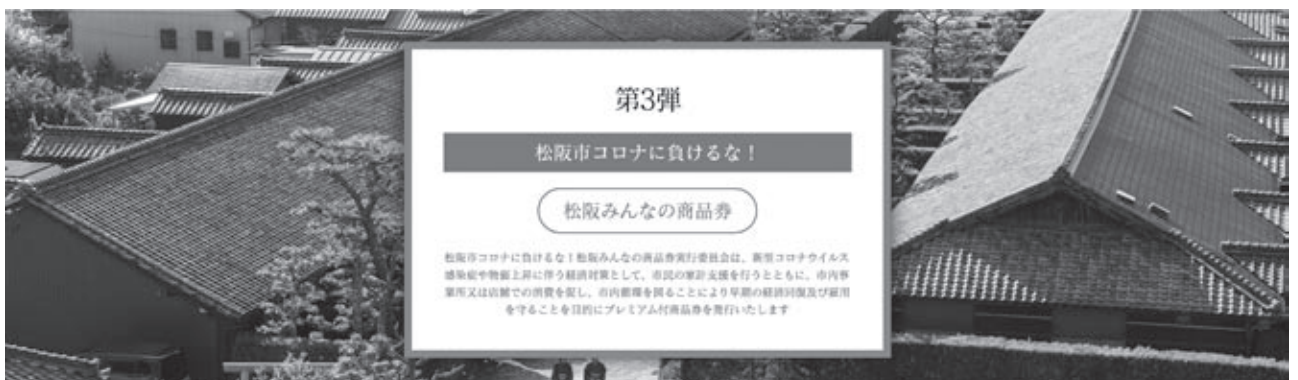 第3弾
松阪市コロナに負けるな！
松阪みんなの商品券
松阪市コロナに負けるな！松阪みんなの商品券実行委員会は、新型コロナウイルス
感染症や物価上昇に伴う経済対策として、市民の家計支援を行うとともに、市内事
業所又は店舗での消費を促し、市内循環を図ることにより早期の経済回復及び雇用
を守ることを目的にプレミアム付商品券を発行いたします